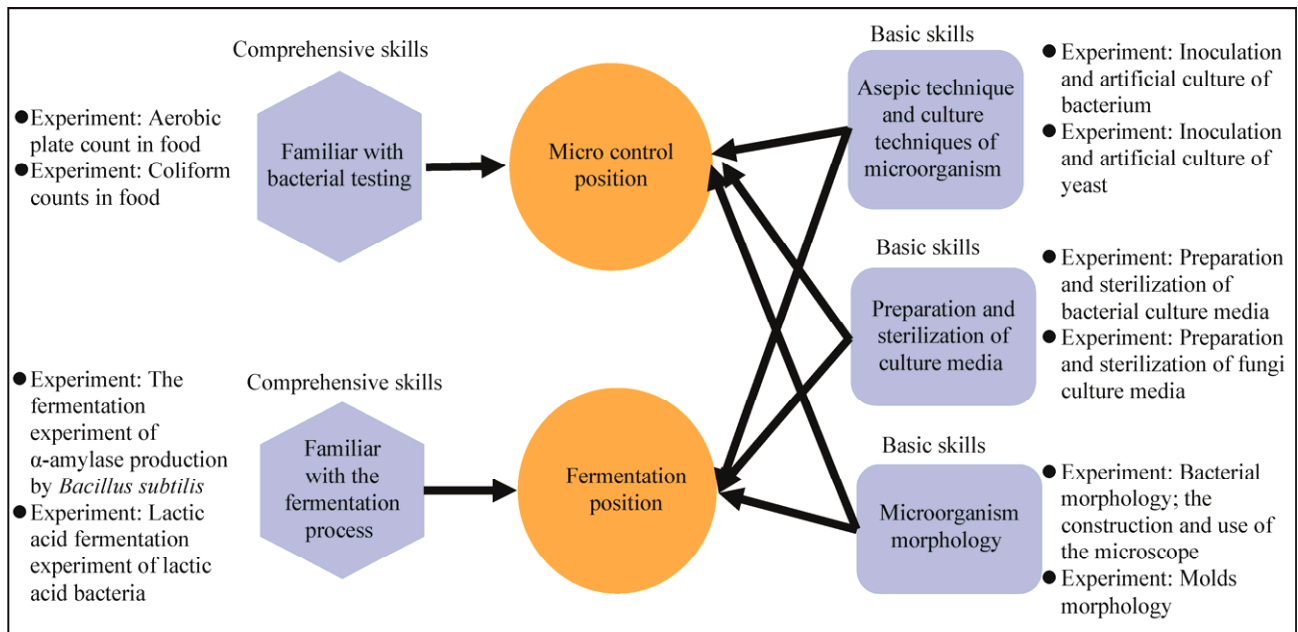 Comprehensive skills
●Experiment: Aerobic
plate count in food
●Experiment: Coliform
counts in food
Familiar with
bacterial testing
Micro control
position
Basic skills
Asepic technique
and culture
techniques of
microorganism
●Experiment: Inoculation
and artificial culture of
bacterium
●Experiment: Inoculation
and artificial culture of
yeast
Basic skills
Preparation and
sterilization of
culture media
●Experiment: Preparation
and sterilization of
bacterial culture media
●Experiment: Preparation
and sterilization of fungi
culture media
Comprehensive skills
●Experiment: The
fermentation
experiment of
α-amylase production
by Bacillus subtilis
●Experiment: Lactic
acid fermentation
experiment of lactic
acid bacteria
Familiar
with the
fermentation
process
Fermentation
position
Basic skills
Microorganism
morphology
●Experiment: Bacterial
morphology; the
construction and use of
the microscope
●Experiment: Molds
morphology